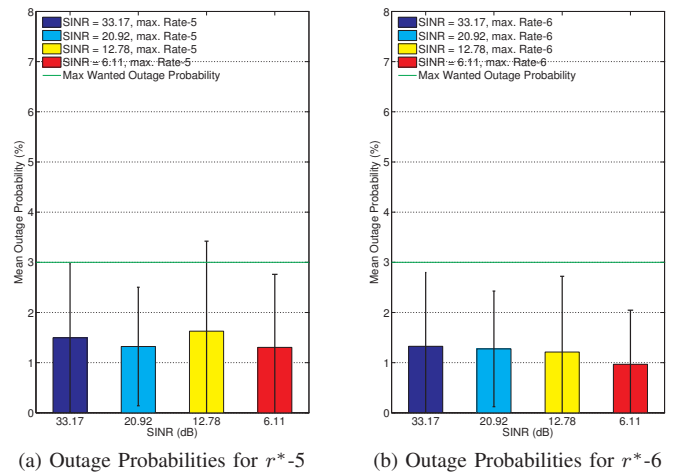 SINR = 33.17, max. Rate-5
SINR = 20.92, max. Rate-5
SINR = 12.78, max. Rate-5
SINR = 6.11, max. Rate-5
Max Wanted Outage Probability
Mean Outage Probability (%)
8
7
6
5
4
3
2
1
0
33.17 20.92 12.78 6.11
SINR (dB)
(a) Outage Probabilities for r*-5
SINR = 33.17, max. Rate-6
SINR = 20.92, max. Rate-6
SINR = 12.78, max. Rate-6
SINR = 6.11, max. Rate-6
Max Wanted Outage Probability
Mean Outage Probability (%)
8
7
6
5
4
3
2
1
0
33.17 20.92 12.78 6.11
SINR (dB)
(b) Outage Probabilities for r*-6